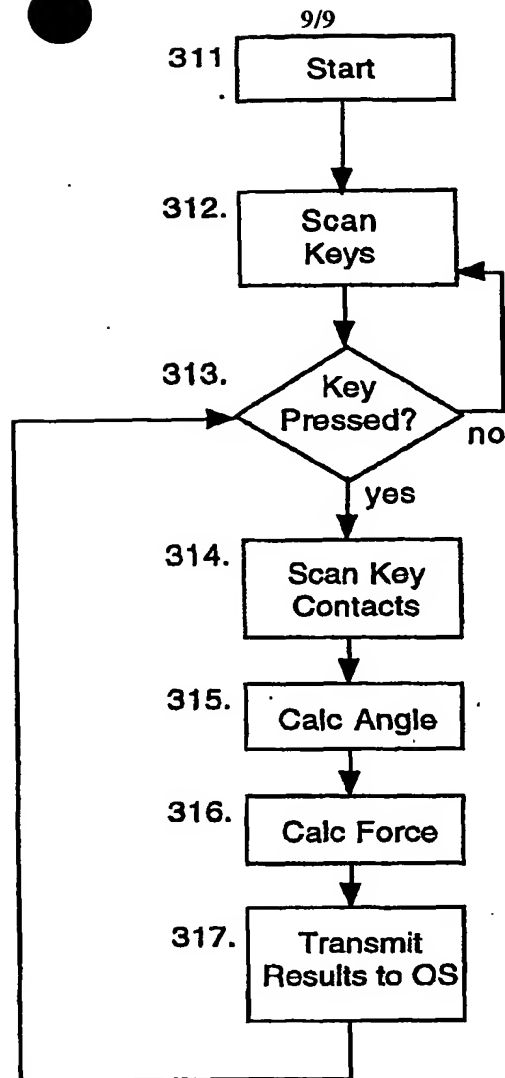 9/9
311
Start
312.
Scan
Keys
313.
Key
Pressed?
no
yes
314.
Scan Key
Contacts
315.
Calc Angle
316.
Calc Force
317.
Transmit
Results to OS